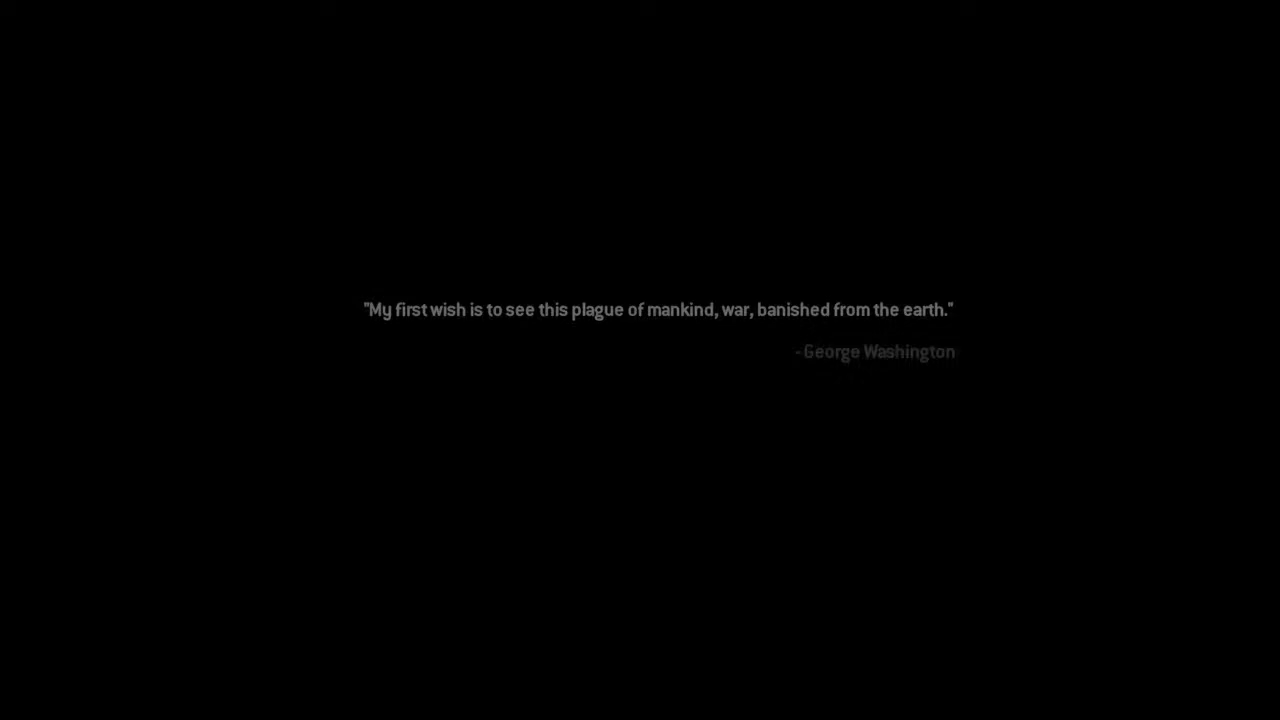 "My first wish is to see this plague of mankind, war, banished from the earth."
- George Washington